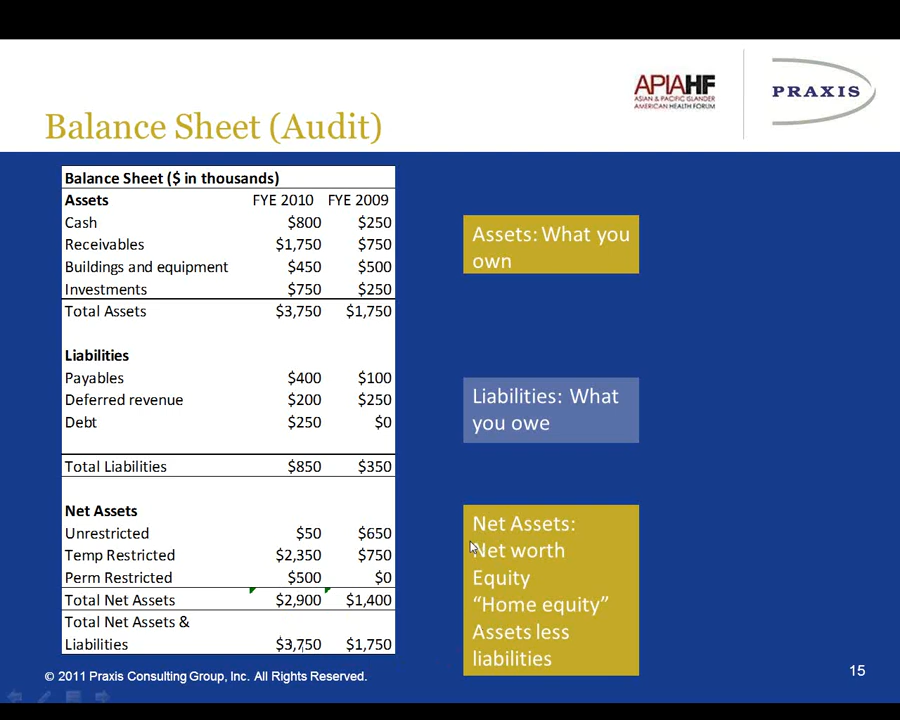 APIAHF
ASIAN & PACIFIC ISLANDER
AMERICAN HEALTH FORUM
PRAXIS
Balance Sheet (Audit)
Balance Sheet ($ in thousands)
Assets FYE 2010 FYE 2009
Cash $800 $250
Receivables $1,750 $750
Buildings and equipment $450 $500
Investments $750 $250
Total Assets $3,750 $1,750
Liabilities
Payables $400 $100
Deferred revenue $200 $250
Debt $250 $0
Total Liabilities $850 $350
Net Assets
Unrestricted $50 $650
Temp Restricted $2,350 $750
Perm Restricted $500 $0
Total Net Assets $2,900 $1,400
Total Net Assets &
Liabilities $3,750 $1,750
Assets: What you
own
Liabilities: What
you owe
Net Assets:
Net worth
Equity
“Home equity”
Assets less
liabilities
© 2011 Praxis Consulting Group, Inc. All Rights Reserved.
15